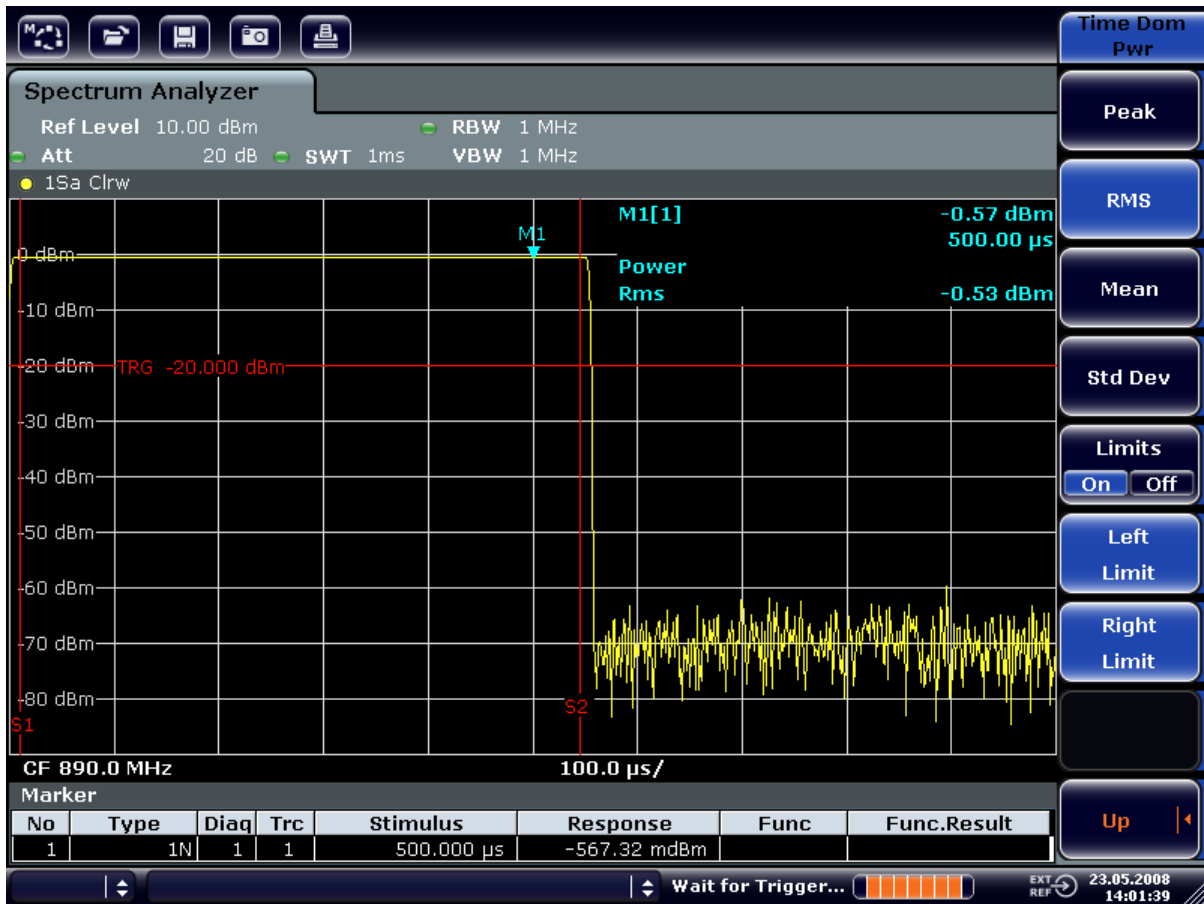 Time Dom
Pwr
Spectrum Analyzer
Ref Level 10.00 dBm RBW 1 MHz
Att 20 dB SWT 1ms VBW 1 MHz
1Sa Clrw
M1[1] -0.57 dBm
500.00 µs
M1
Power
Rms -0.53 dBm
0 dBm
-10 dBm
-20 dBm
TRG -20.000 dBm
-30 dBm
-40 dBm
-50 dBm
-60 dBm
-70 dBm
-80 dBm
S1
S2
CF 890.0 MHz 100.0 µs/
Marker
No Type Diag Trc Stimulus Response Func Func.Result
1 1N 1 1 500.000 µs -567.32 mdBm
Wait for Trigger... EXT REF 23.05.2008
14:01:39
Peak
RMS
Mean
Std Dev
Limits
On Off
Left
Limit
Right
Limit
Up
M